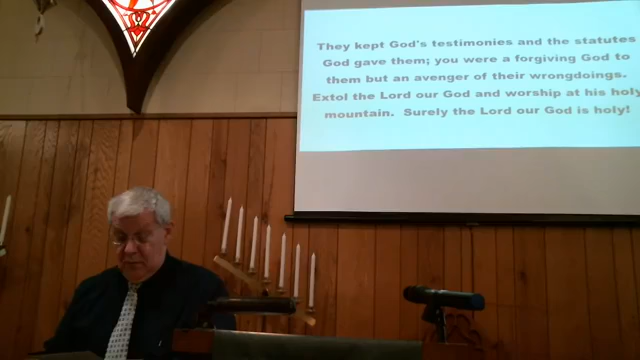 They kept God's testimonies and the statutes
God gave them; you were a forgiving God to
them but an avenger of their wrongdoings.
Extol the Lord our God and worship at his holy
mountain. Surely the Lord our God is holy!